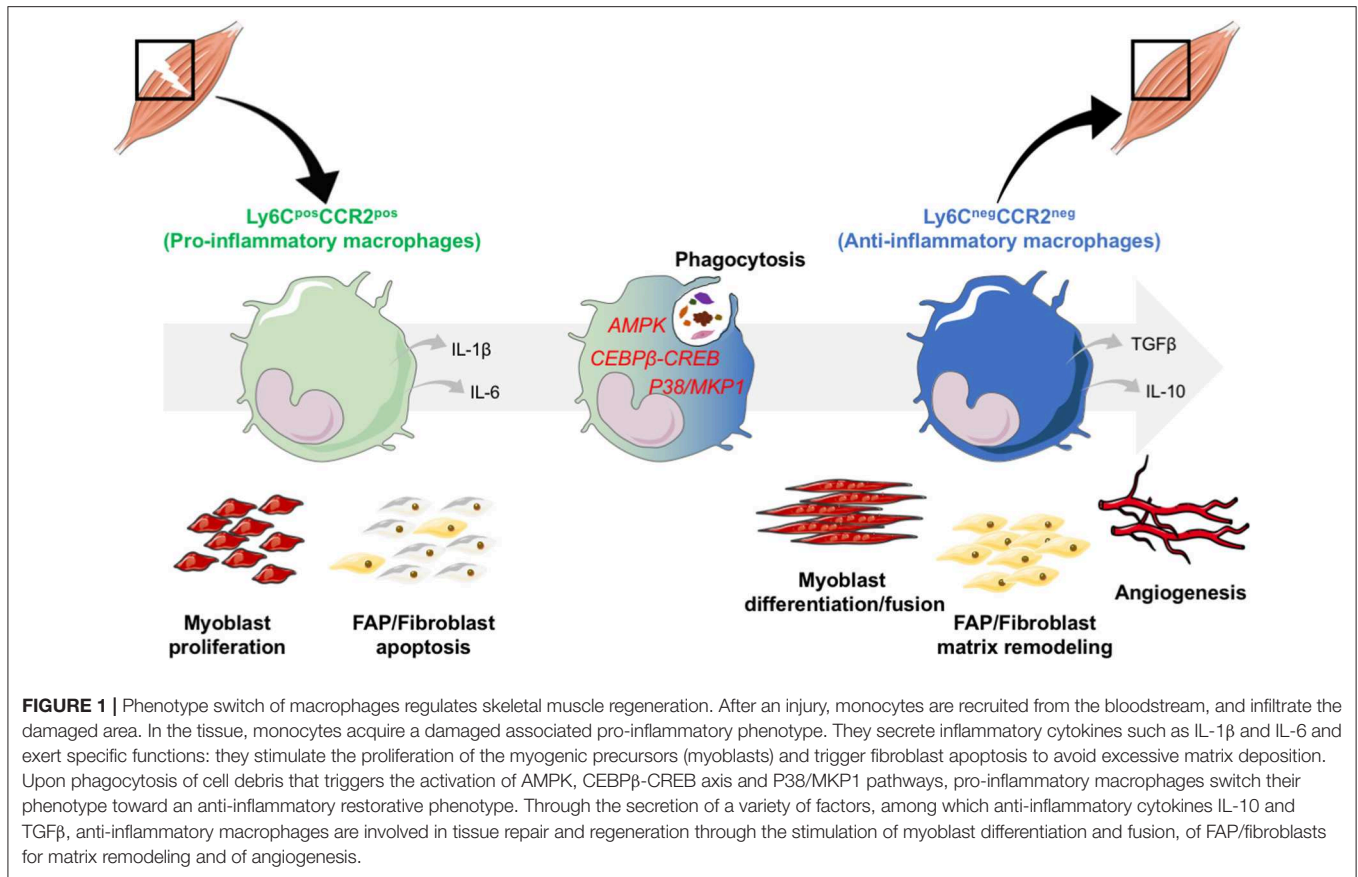 Ly6CposCCR2pos
(Pro-inflammatory macrophages)
Ly6CnegCCR2neg
(Anti-inflammatory macrophages)
Phagocytosis
IL-1β
IL-6
AMPK
CEBPβ-CREB
P38/MKP1
TGFβ
IL-10
Myoblast
proliferation
FAP/Fibroblast
apoptosis
Myoblast
differentiation/fusion
FAP/Fibroblast
matrix remodeling
Angiogenesis
FIGURE 1 | Phenotype switch of macrophages regulates skeletal muscle regeneration. After an injury, monocytes are recruited from the bloodstream, and infiltrate the
damaged area. In the tissue, monocytes acquire a damaged associated pro-inflammatory phenotype. They secrete inflammatory cytokines such as IL-1β and IL-6 and
exert specific functions: they stimulate the proliferation of the myogenic precursors (myoblasts) and trigger fibroblast apoptosis to avoid excessive matrix deposition.
Upon phagocytosis of cell debris that triggers the activation of AMPK, CEBPβ-CREB axis and P38/MKP1 pathways, pro-inflammatory macrophages switch their
phenotype toward an anti-inflammatory restorative phenotype. Through the secretion of a variety of factors, among which anti-inflammatory cytokines IL-10 and
TGFβ, anti-inflammatory macrophages are involved in tissue repair and regeneration through the stimulation of myoblast differentiation and fusion, of FAP/fibroblasts
for matrix remodeling and of angiogenesis.